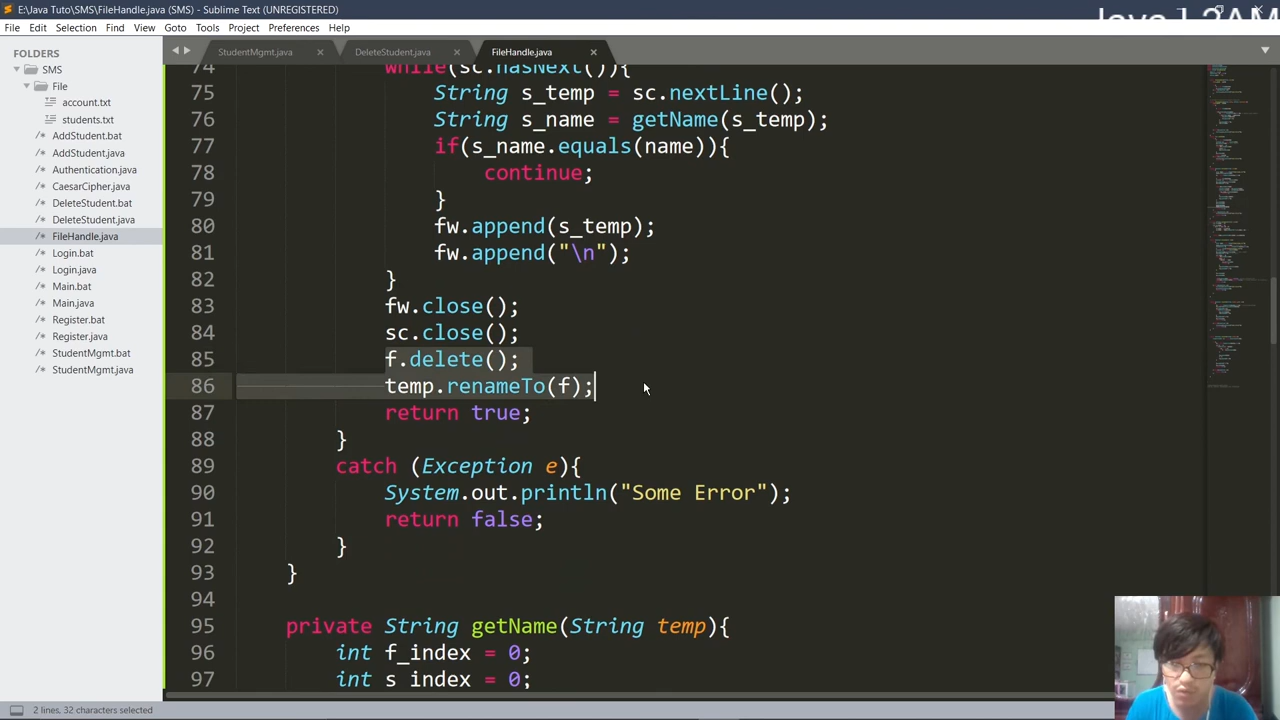 E:\Java Tuto\SMS\FileHandle.java (SMS) - Sublime Text (UNREGISTERED)
File Edit Selection Find View Goto Tools Project Preferences Help
FOLDERS
SMS
File
account.txt
students.txt
AddStudent.bat
AddStudent.java
Authentication.java
CaesarCipher.java
DeleteStudent.bat
DeleteStudent.java
FileHandle.java
Login.bat
Login.java
Main.bat
Main.java
Register.bat
Register.java
StudentMgmt.bat
StudentMgmt.java
StudentMgmt.java × DeleteStudent.java × FileHandle.java ×
74 while(sc.hasNext()){
75 String s_temp = sc.nextLine();
76 String s_name = getName(s_temp);
77 if(s_name.equals(name)){
78 continue;
79 }
80 fw.append(s_temp);
81 fw.append("\n");
82 }
83 fw.close();
84 sc.close();
85 f.delete();
86 temp.renameTo(f);
87 return true;
88 }
89 catch (Exception e){
90 System.out.println("Some Error");
91 return false;
92 }
93 }
94
95 private String getName(String temp){
96 int f_index = 0;
97 int s_index = 0;
2 lines, 32 characters selected